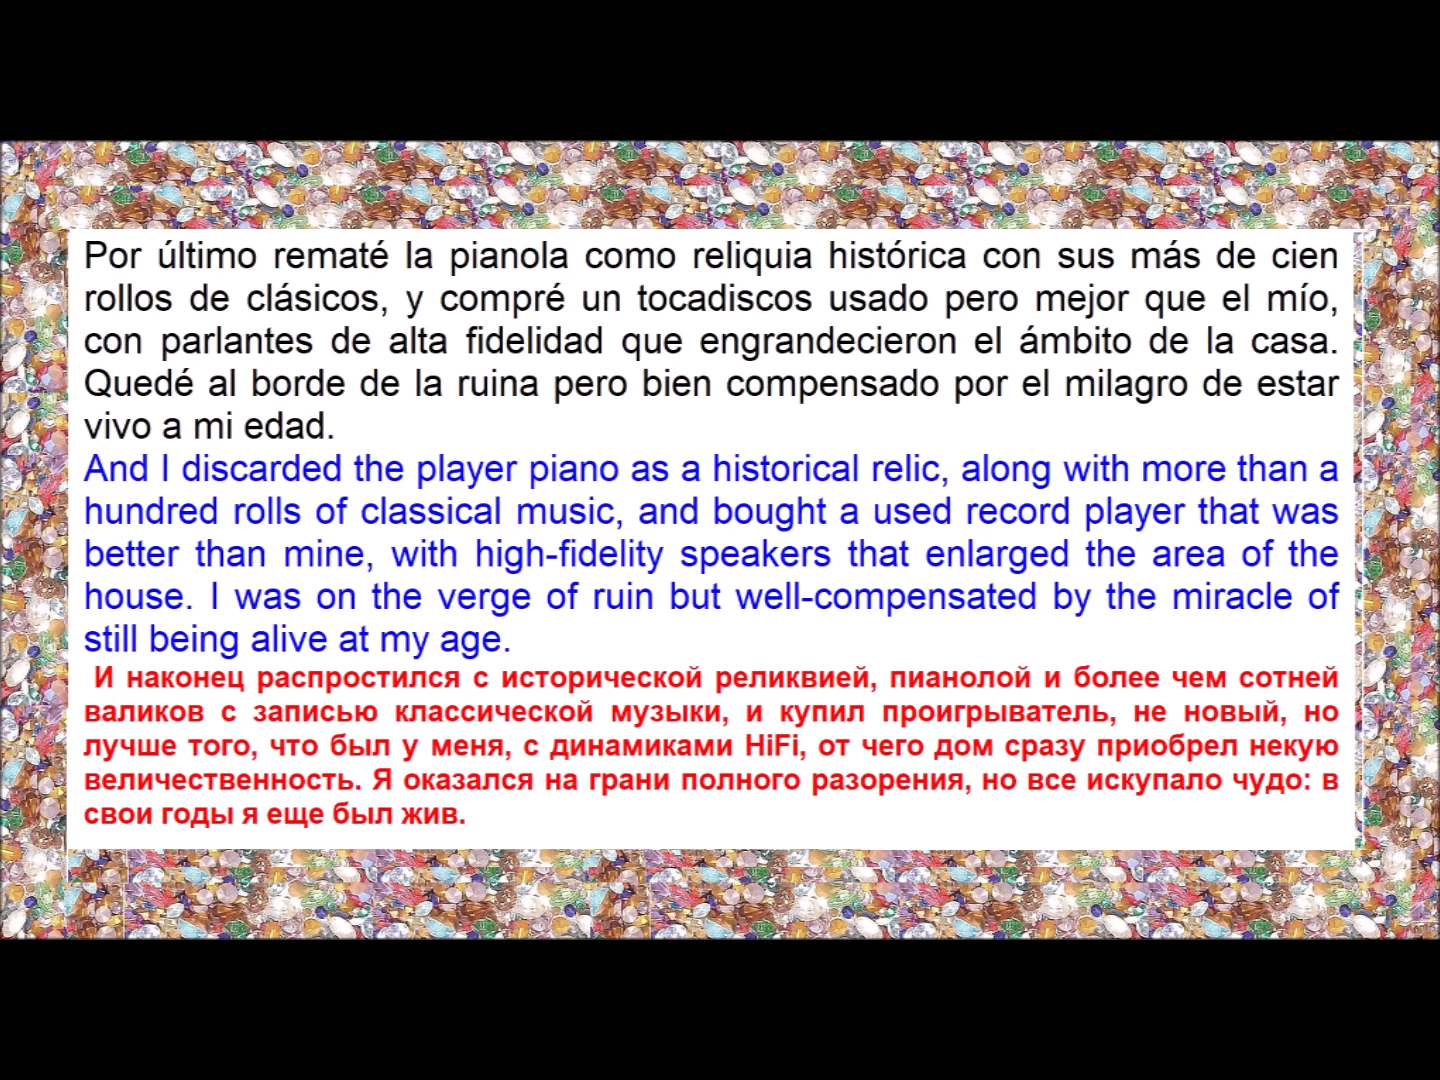 Por último rematé la pianola como reliquia histórica con sus más de cien
rollos de clásicos, y compré un tocadiscos usado pero mejor que el mío,
con parlantes de alta fidelidad que engrandecieron el ámbito de la casa.
Quedé al borde de la ruina pero bien compensado por el milagro de estar
vivo a mi edad.
And I discarded the player piano as a historical relic, along with more than a
hundred rolls of classical music, and bought a used record player that was
better than mine, with high-fidelity speakers that enlarged the area of the
house. I was on the verge of ruin but well-compensated by the miracle of
still being alive at my age.
И наконец распростился с исторической реликвией, пианолой и более чем сотней
валиков с записью классической музыки, и купил проигрыватель, не новый, но
лучше того, что был у меня, с динамиками HiFi, от чего дом сразу приобрел некую
величественность. Я оказался на грани полного разорения, но все искупало чудо: в
свои годы я еще был жив.